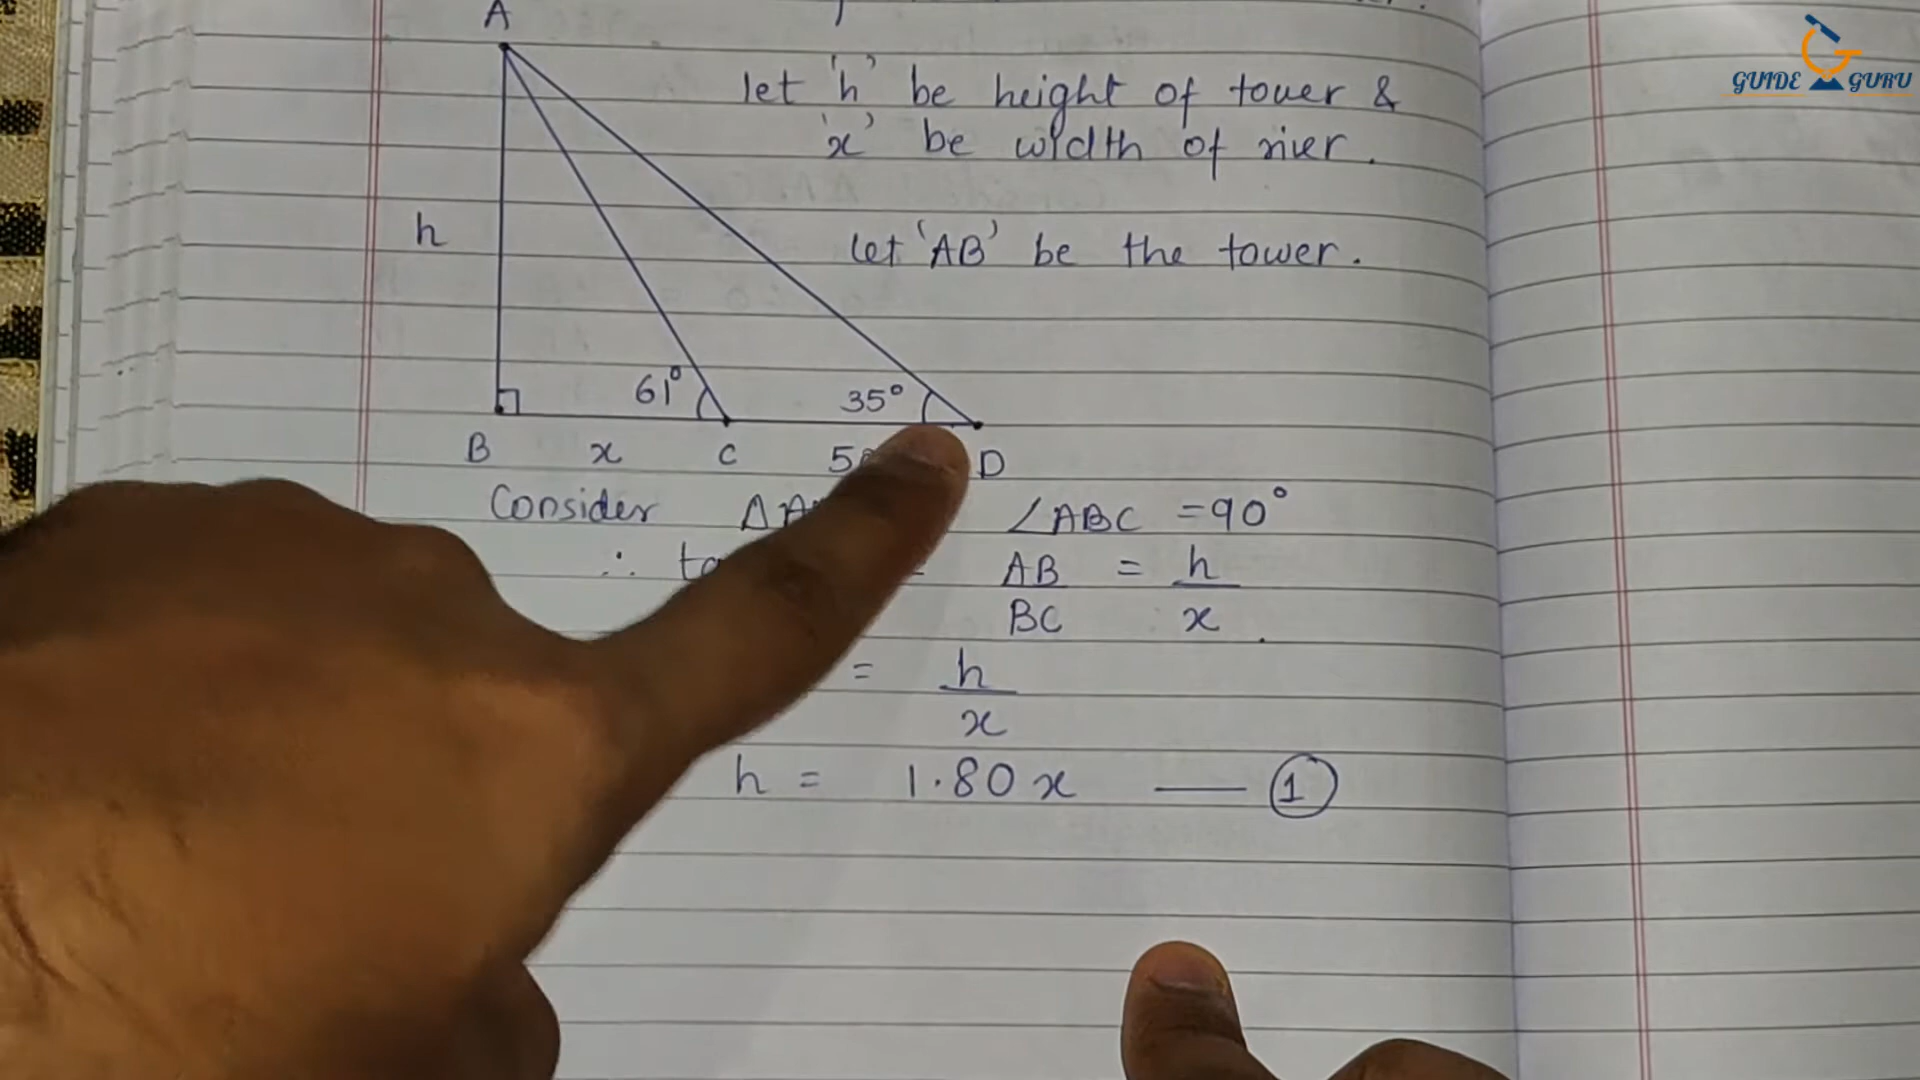 A
let 'h' be height of tower &
'x' be width of river.
h
let 'AB' be the tower.
61° 35°
B x C D
Consider ∠ABC = 90°
∴ AB = h
BC x
= h
x
h = 1.80 x —— ①
GUIDE GURU